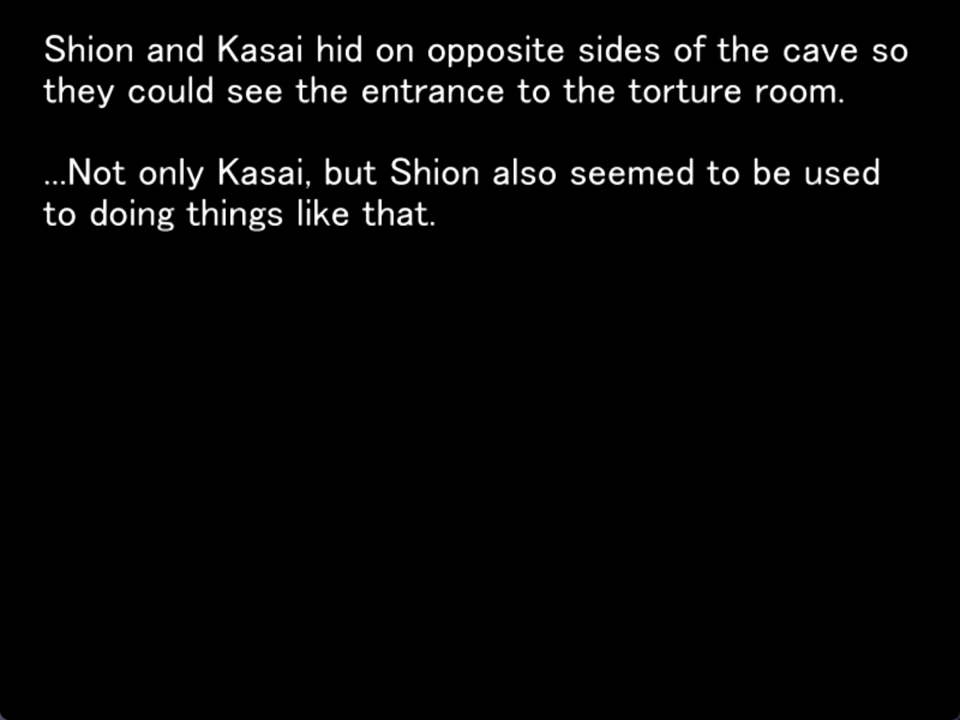 Shion and Kasai hid on opposite sides of the cave so
they could see the entrance to the torture room.
...Not only Kasai, but Shion also seemed to be used
to doing things like that.